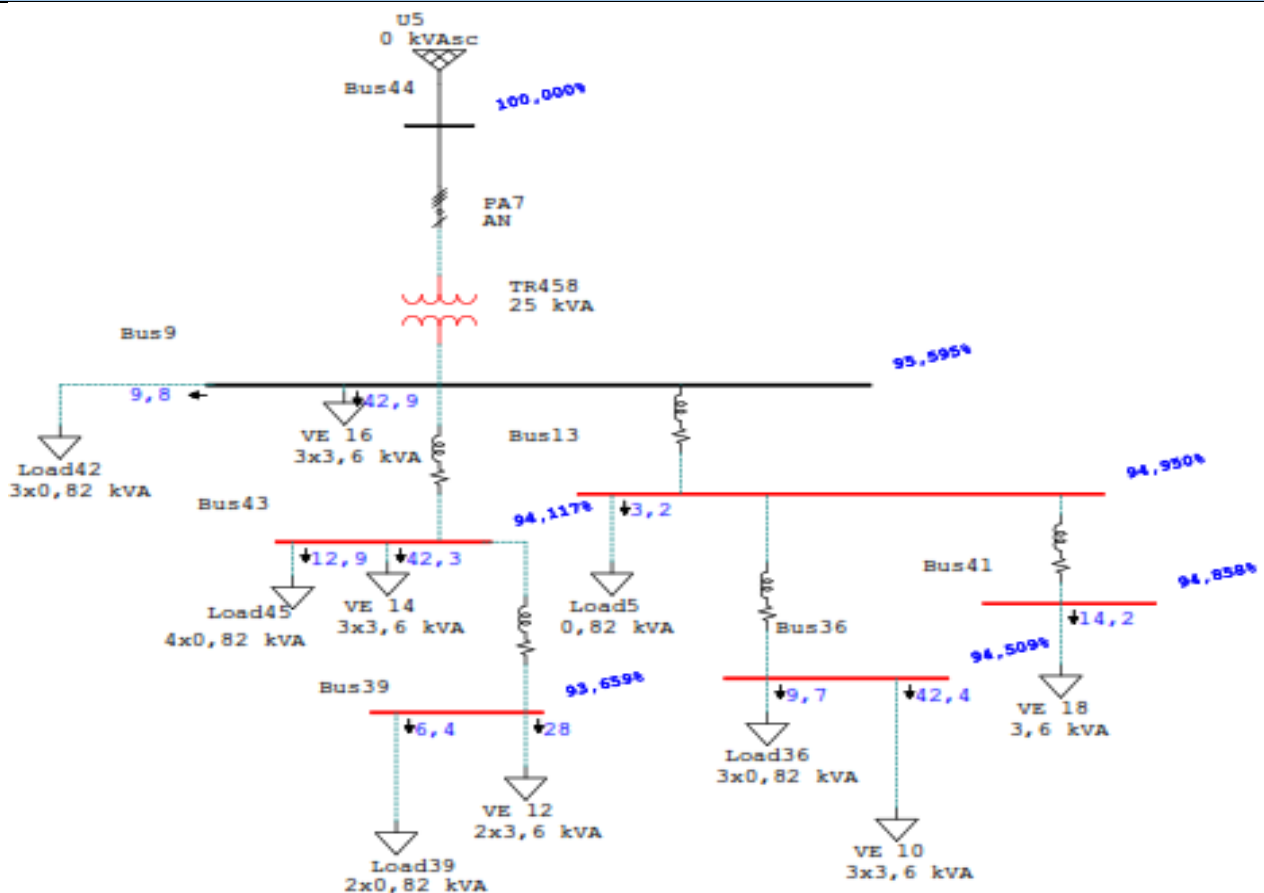 U5
0 kVAsc
Bus44
100,000%
PA7
AN
TR458
25 kVA
Bus9
95,595%
9,8
42,9
VE 16
3x3,6 kVA
Bus13
Load42
3x0,82 kVA
94,950%
Bus43
94,117%
3,2
12,9
42,3
Bus41
94,858%
Load45
4x0,82 kVA
VE 14
3x3,6 kVA
Load5
0,82 kVA
Bus36
14,2
94,509%
Bus39
93,659%
9,7
42,4
VE 18
3,6 kVA
6,4
28
Load36
3x0,82 kVA
VE 12
2x3,6 kVA
VE 10
3x3,6 kVA
Load39
2x0,82 kVA